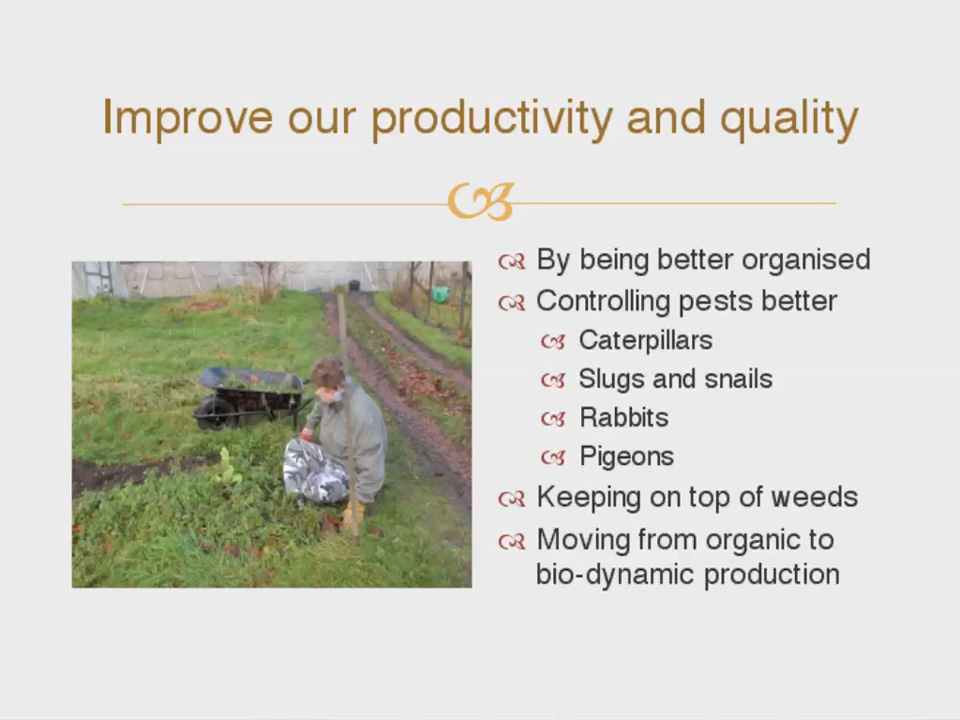 Improve our productivity and quality
By being better organised
Controlling pests better
Caterpillars
Slugs and snails
Rabbits
Pigeons
Keeping on top of weeds
Moving from organic to
bio-dynamic production